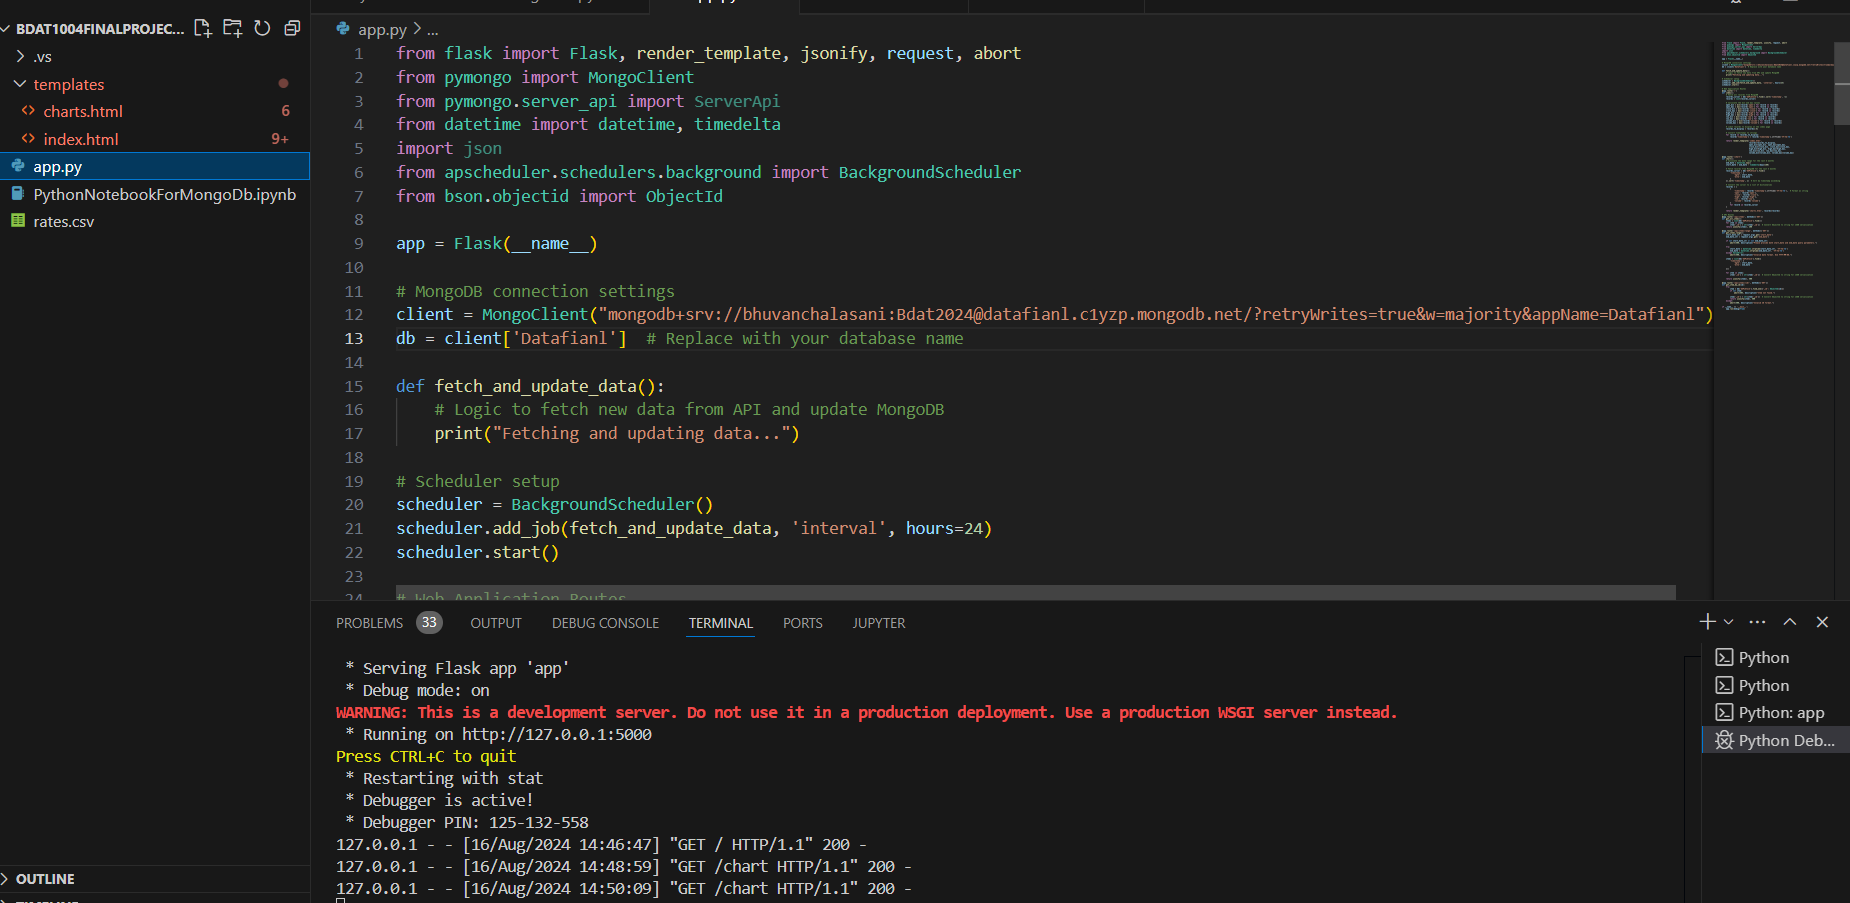 BDAT1004FINALPROJEC...
.vs
templates
charts.html 6
index.html 9+
app.py
PythonNotebookForMongoDb.ipynb
rates.csv
OUTLINE
app.py > ...
1 from flask import Flask, render_template, jsonify, request, abort
2 from pymongo import MongoClient
3 from pymongo.server_api import ServerApi
4 from datetime import datetime, timedelta
5 import json
6 from apscheduler.schedulers.background import BackgroundScheduler
7 from bson.objectid import ObjectId
8
9 app = Flask(__name__)
10
11 # MongoDB connection settings
12 client = MongoClient("mongodb+srv://bhuvanchalasani:Bdat2024@datafianl.c1yzp.mongodb.net/?retryWrites=true&w=majority&appName=Datafianl")
13 db = client['Datafianl']  # Replace with your database name
14
15 def fetch_and_update_data():
16     # Logic to fetch new data from API and update MongoDB
17     print("Fetching and updating data...")
18
19 # Scheduler setup
20 scheduler = BackgroundScheduler()
21 scheduler.add_job(fetch_and_update_data, 'interval', hours=24)
22 scheduler.start()
23
24 # Web Application Routes
PROBLEMS 33 OUTPUT DEBUG CONSOLE TERMINAL PORTS JUPYTER
* Serving Flask app 'app'
* Debug mode: on
WARNING: This is a development server. Do not use it in a production deployment. Use a production WSGI server instead.
* Running on http://127.0.0.1:5000
Press CTRL+C to quit
* Restarting with stat
* Debugger is active!
* Debugger PIN: 125-132-558
127.0.0.1 - - [16/Aug/2024 14:46:47] "GET / HTTP/1.1" 200 -
127.0.0.1 - - [16/Aug/2024 14:48:59] "GET /chart HTTP/1.1" 200 -
127.0.0.1 - - [16/Aug/2024 14:50:09] "GET /chart HTTP/1.1" 200 -
Python
Python
Python: app
Python Deb...